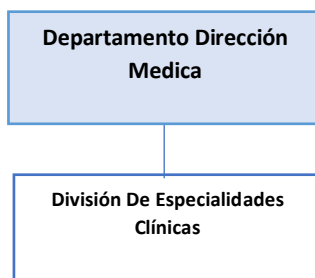 Departamento Dirección
Medica
División De Especialidades
Clínicas